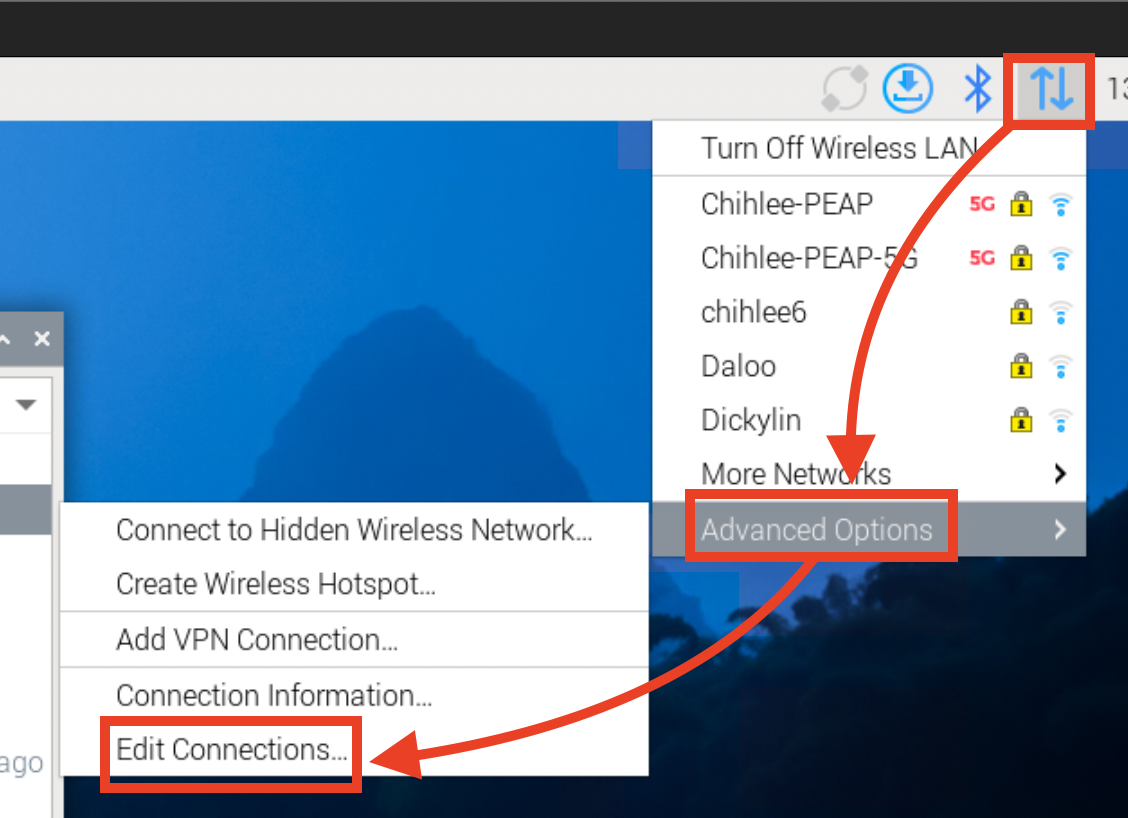 13
Turn Off Wireless LAN
Chihlee-PEAP 5G
Chihlee-PEAP-5G 5G
chihlee6
Daloo
Dickylin
More Networks
Advanced Options
Connect to Hidden Wireless Network...
Create Wireless Hotspot...
Add VPN Connection...
Connection Information...
Edit Connections...
ago